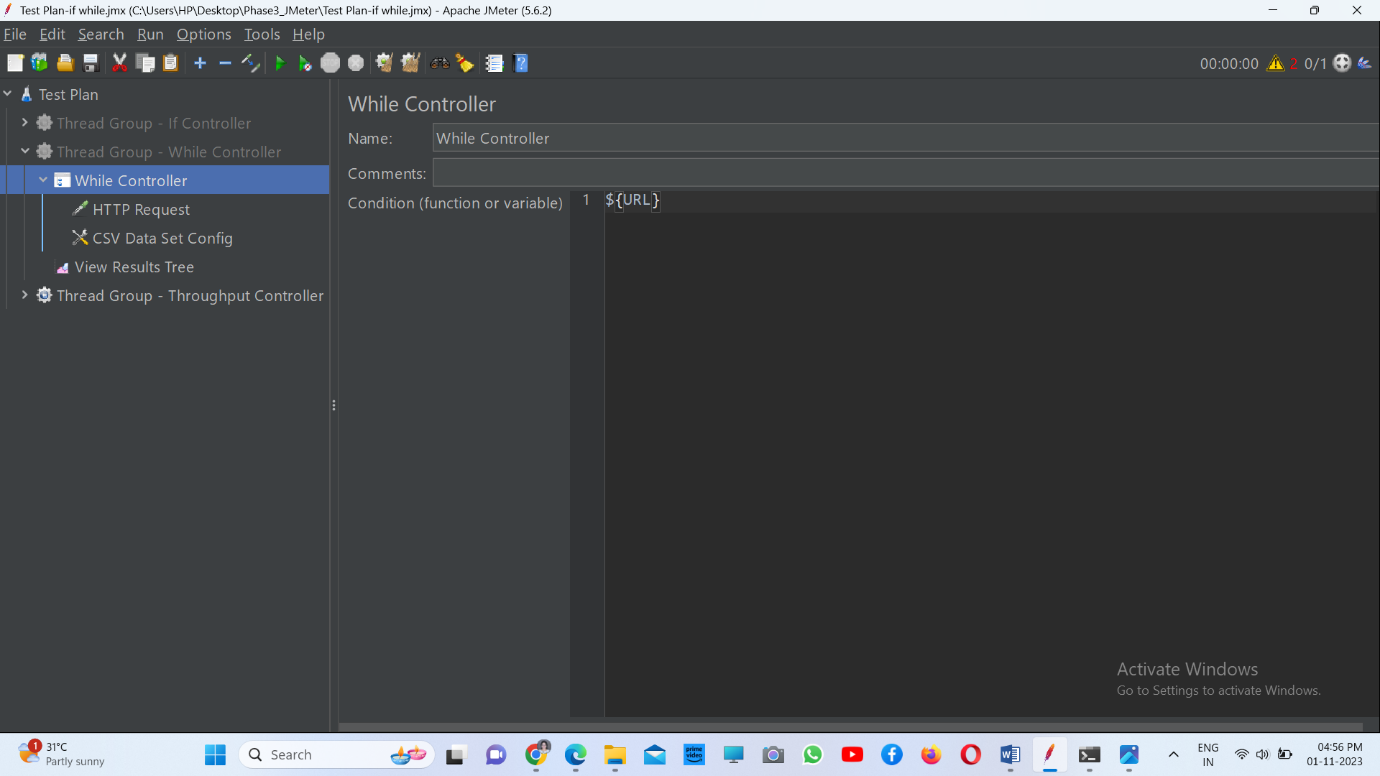 Test Plan-if while.jmx (C:\Users\HP\Desktop\Phase3_JMeter\Test Plan-if while.jmx) - Apache JMeter (5.6.2)
File Edit Search Run Options Tools Help
00:00:00 2 0/1
Test Plan
Thread Group - If Controller
Thread Group - While Controller
While Controller
HTTP Request
CSV Data Set Config
View Results Tree
Thread Group - Throughput Controller
While Controller
Name: While Controller
Comments:
Condition (function or variable) 1 ${URL}
Activate Windows
Go to Settings to activate Windows.
1 31°C
Partly sunny
Search
prime video
ENG
IN
04:56 PM
01-11-2023